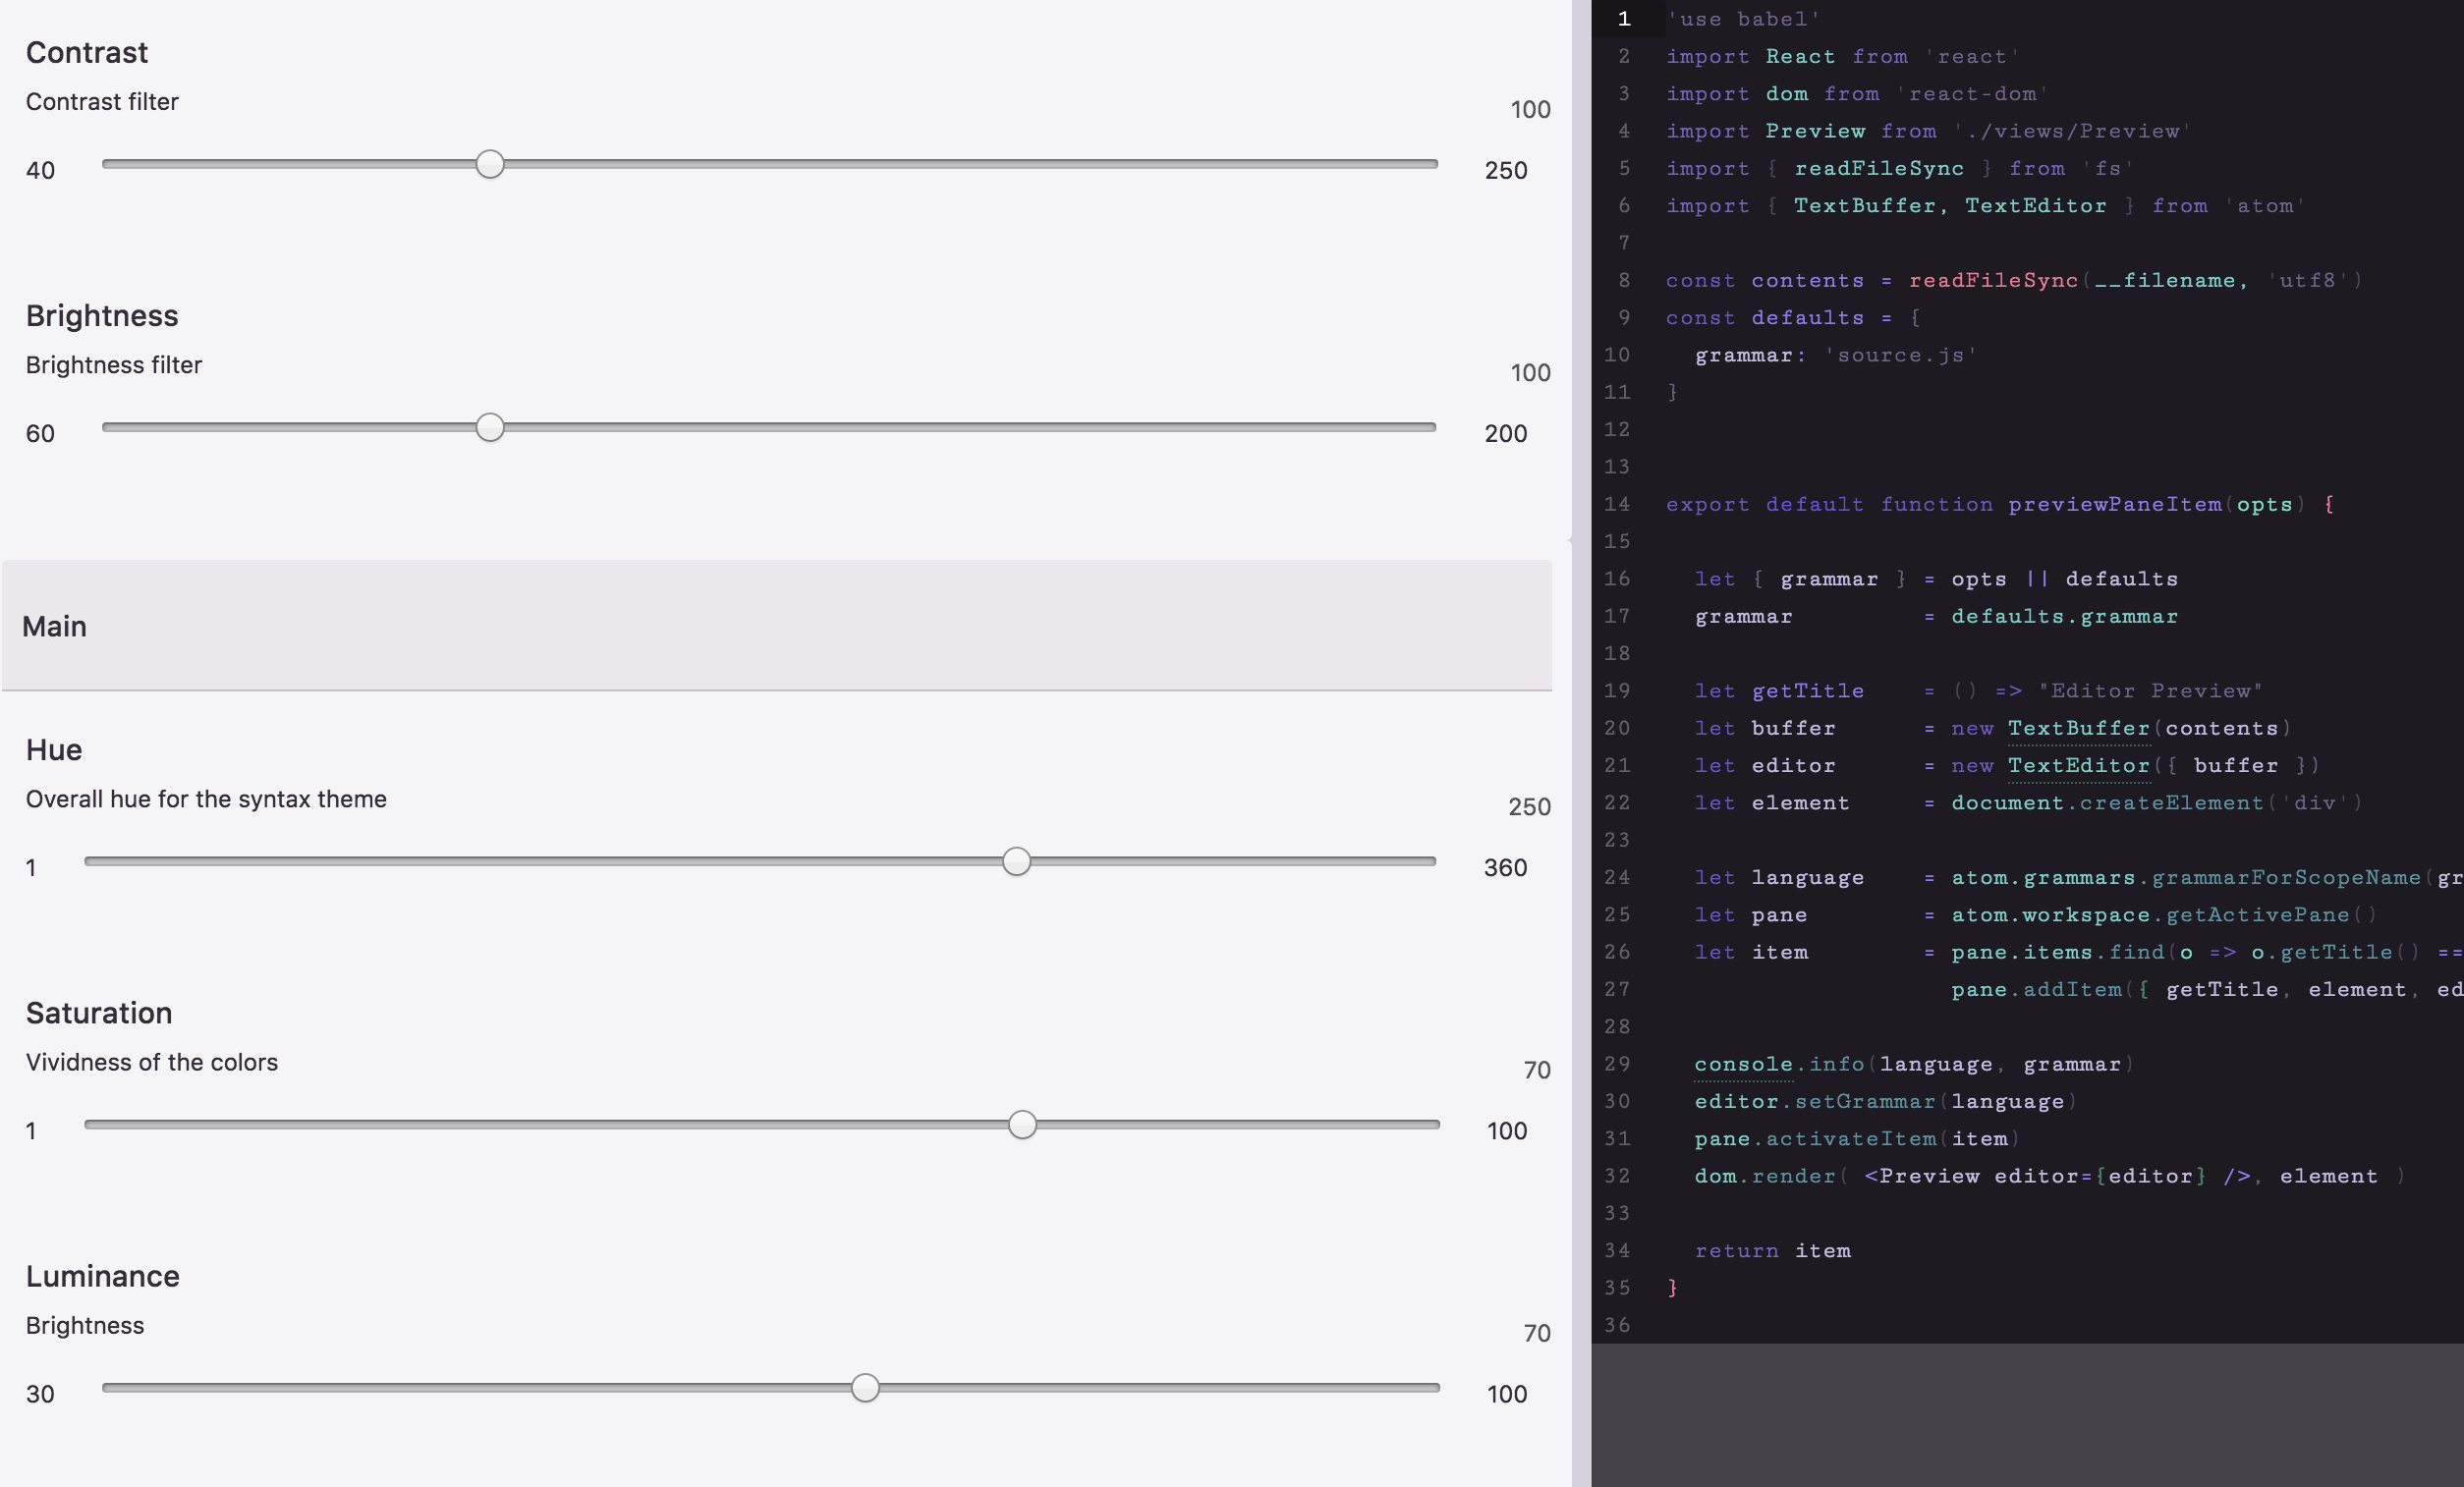 Contrast
Contrast filter
100
40 250
Brightness
Brightness filter
100
60 200
Main
Hue
Overall hue for the syntax theme
250
1 360
Saturation
Vividness of the colors
70
1 100
Luminance
Brightness
70
30 100
1 'use babel'
2 import React from 'react'
3 import dom from 'react-dom'
4 import Preview from './views/Preview'
5 import { readFileSync } from 'fs'
6 import { TextBuffer, TextEditor } from 'atom'
7
8 const contents = readFileSync(__filename, 'utf8')
9 const defaults = {
10   grammar: 'source.js'
11 }
12
13
14 export default function previewPaneItem(opts) {
15
16   let { grammar } = opts || defaults
17   grammar         = defaults.grammar
18
19   let getTitle    = () => "Editor Preview"
20   let buffer      = new TextBuffer(contents)
21   let editor      = new TextEditor({ buffer })
22   let element     = document.createElement('div')
23
24   let language    = atom.grammars.grammarForScopeName(gr
25   let pane        = atom.workspace.getActivePane()
26   let item        = pane.items.find(o => o.getTitle() ==
27                     pane.addItem({ getTitle, element, ed
28
29   console.info(language, grammar)
30   editor.setGrammar(language)
31   pane.activateItem(item)
32   dom.render( <Preview editor={editor} />, element )
33
34   return item
35 }
36